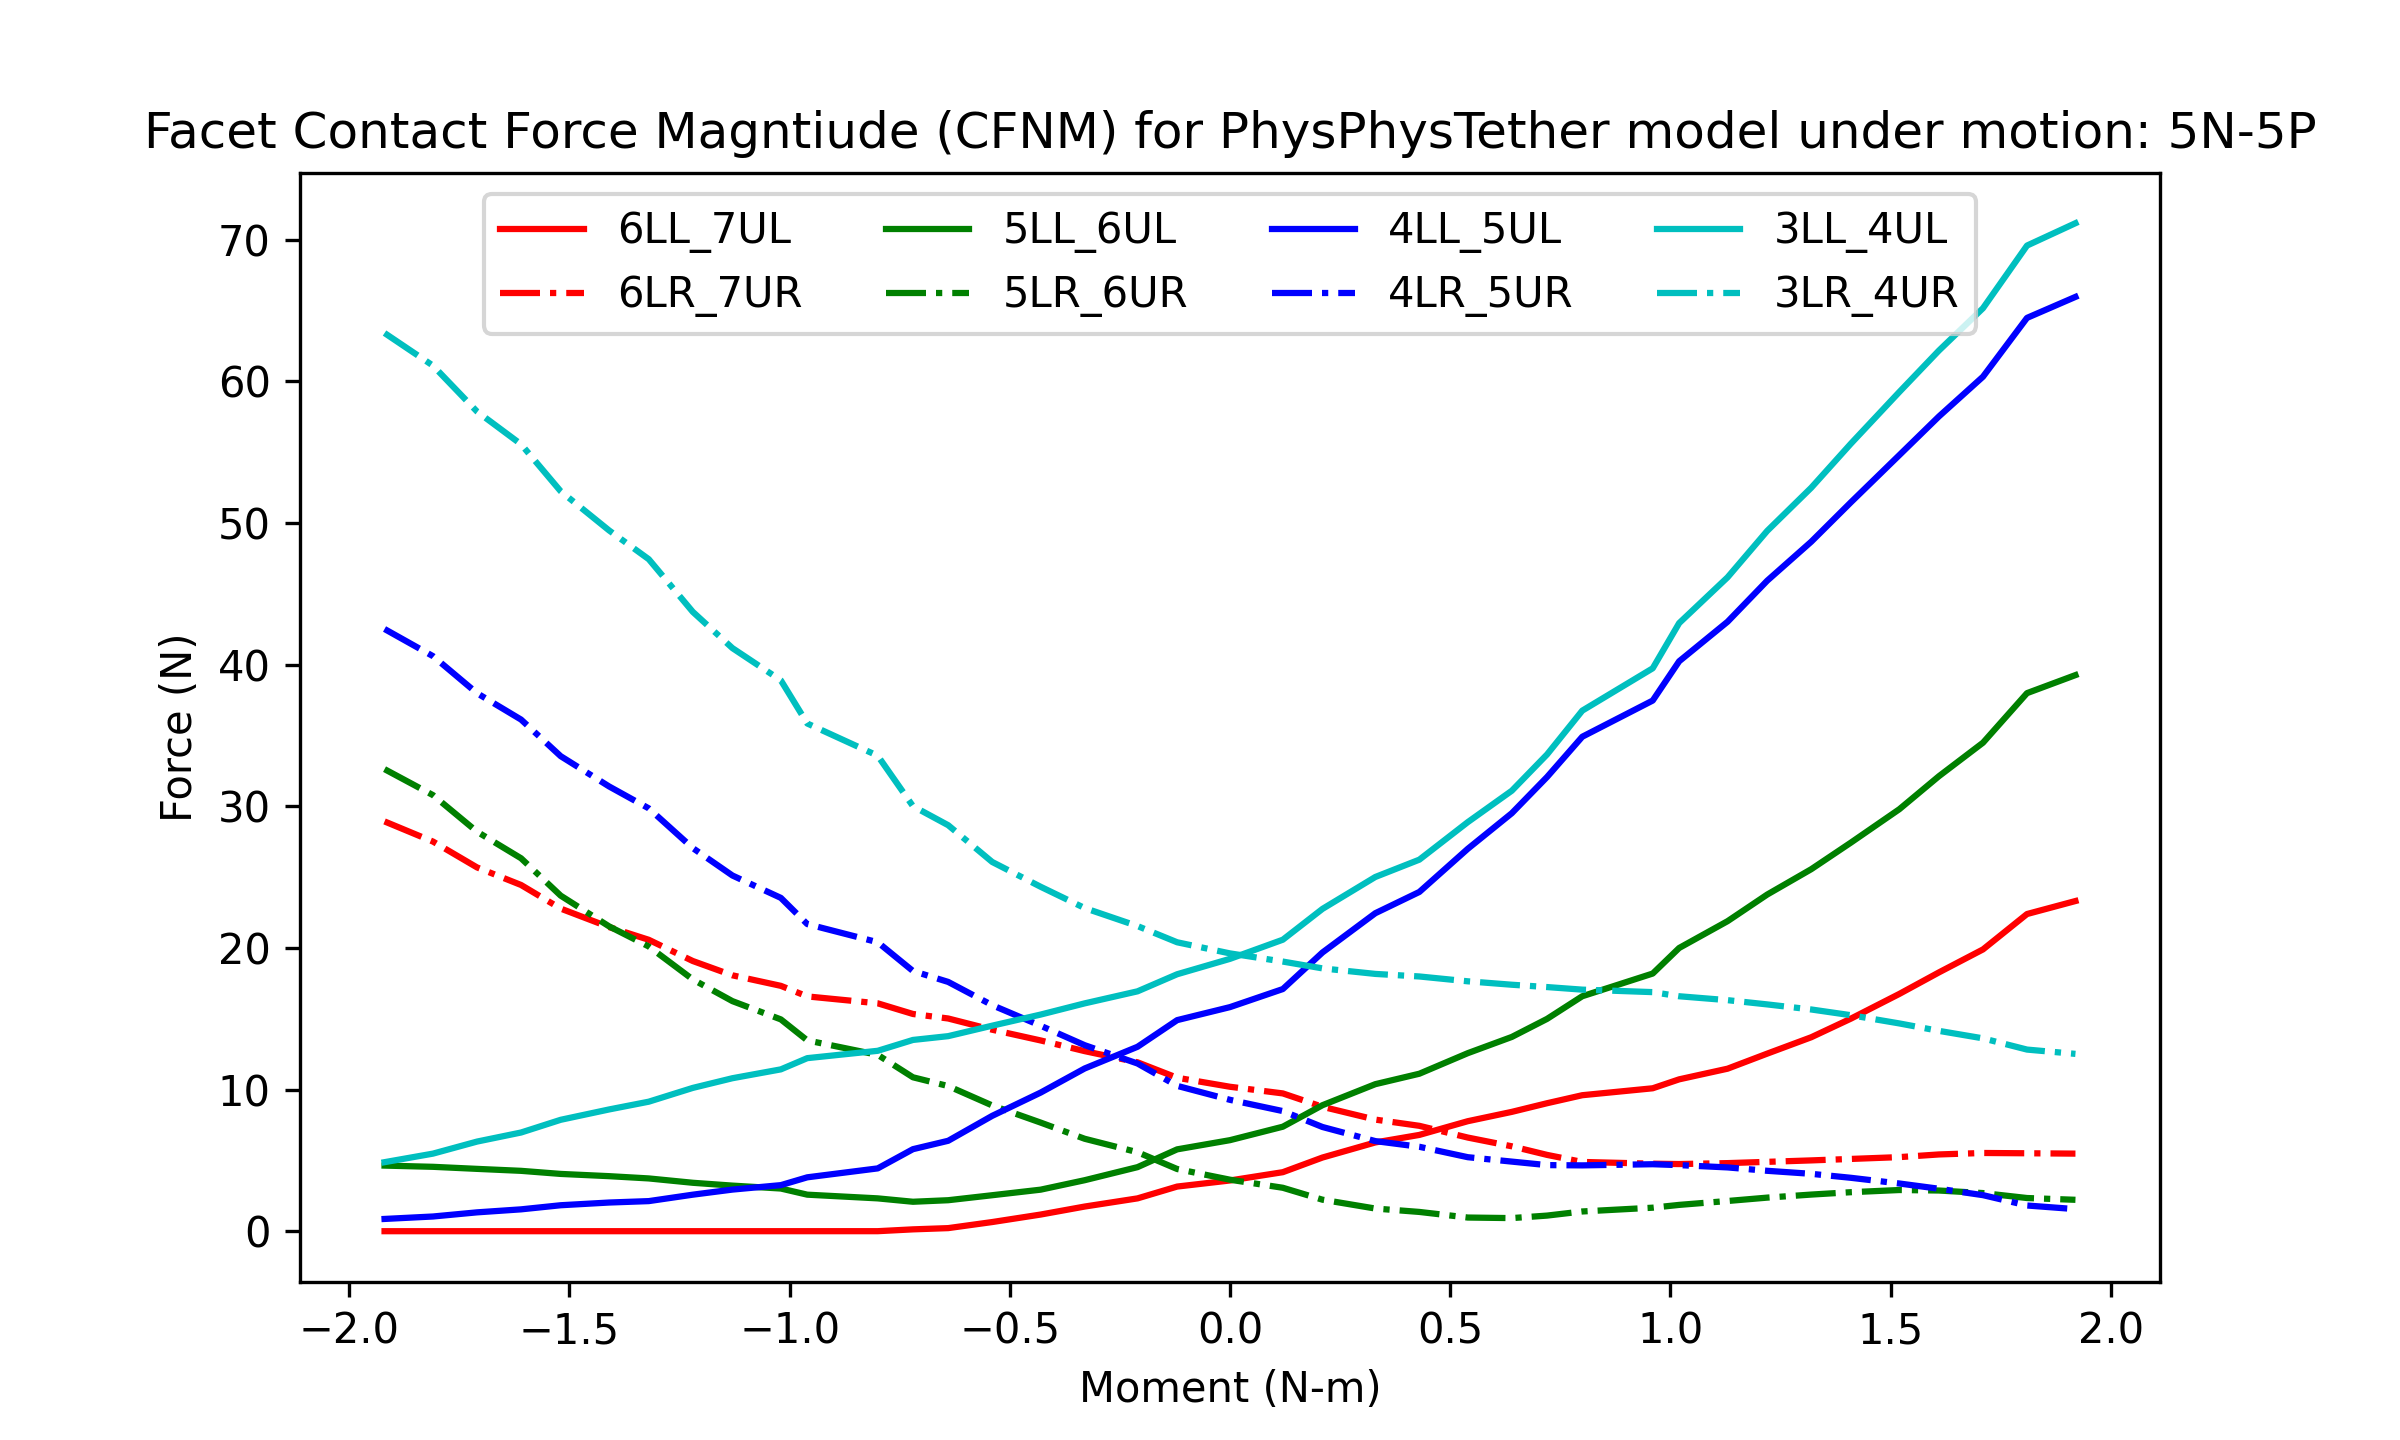 Facet Contact Force Magntiude (CFNM) for PhysPhysTether model under motion: 5N-5P
6LL_7UL 5LL_6UL 4LL_5UL 3LL_4UL
6LR_7UR 5LR_6UR 4LR_5UR 3LR_4UR
70
60
50
40
30
20
10
0
Force (N)
−2.0 −1.5 −1.0 −0.5 0.0 0.5 1.0 1.5 2.0
Moment (N-m)